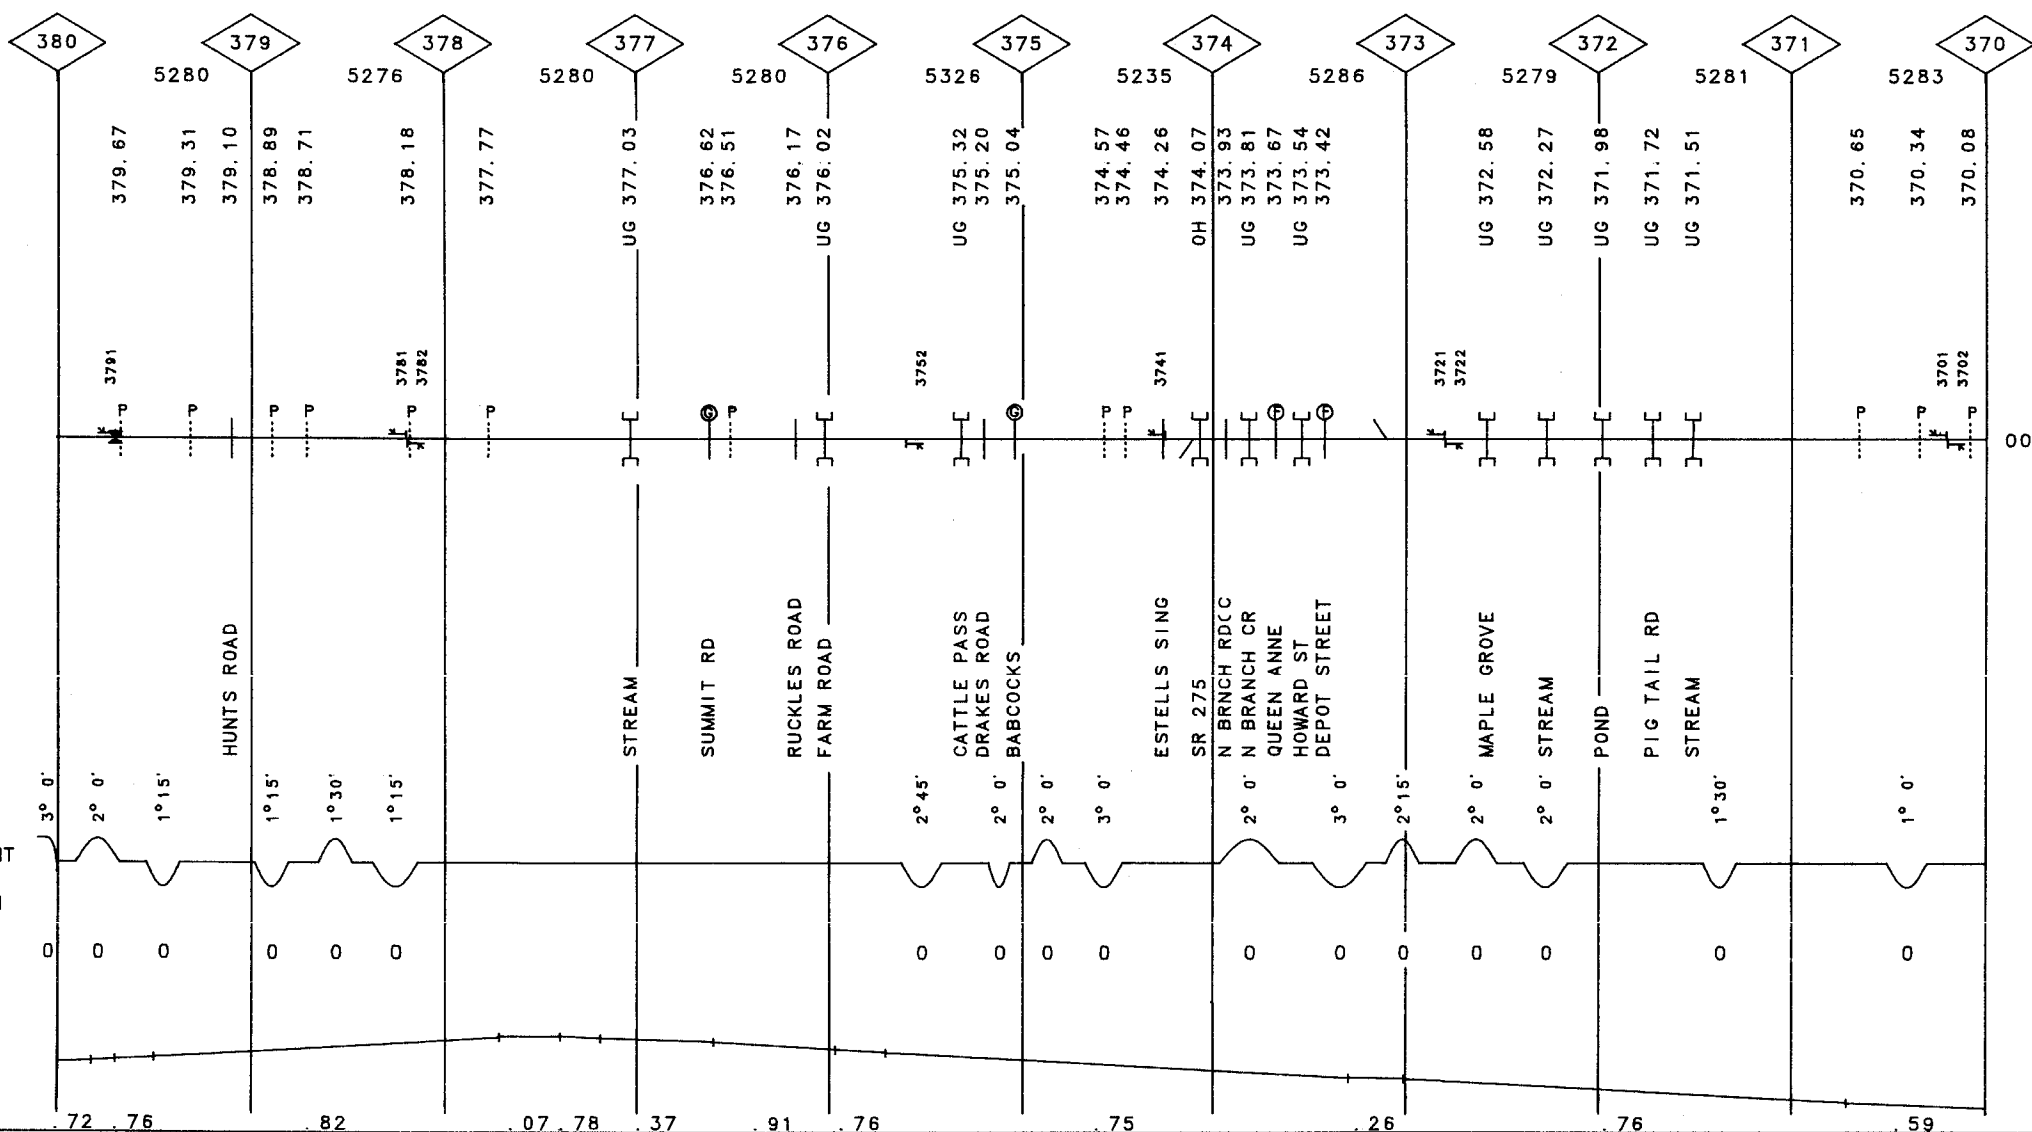 380 379 378 377 376 375 374 373 372 371 370
5280 5276 5280 5280 5326 5235 5286 5279 5281 5283
379.67
379.31
379.10
378.89
378.71
378.18
377.77
UG 377.03
376.62
376.51
376.17
UG 376.02
UG 375.32
375.20
375.04
374.57
374.46
374.26
OH 374.07
373.93
UG 373.81
373.67
UG 373.54
373.42
UG 372.58
UG 372.27
UG 371.98
UG 371.72
UG 371.51
370.65
370.34
370.08
3791
3781
3782
3752
3741
3721
3722
3701
3702
P P P P P P G P G P P F F P P P
00
HUNTS ROAD
STREAM
SUMMIT RD
RUCKLES ROAD
FARM ROAD
CATTLE PASS
DRAKES ROAD
BABCOCKS
ESTELLS SING
SR 275
N BRNCH RD(C
N BRANCH CR
QUEEN ANNE
HOWARD ST
DEPOT STREET
MAPLE GROVE
STREAM
POND
PIG TAIL RD
STREAM
3° 0'
2° 0'
1°15'
1°15'
1°30'
1°15'
2°45'
2° 0'
2° 0'
3° 0'
2° 0'
3° 0'
2°15'
2° 0'
2° 0'
1°30'
1° 0'
0 0 0 0 0 0 0 0 0 0 0 0 0 0 0 0 0
.72 .76 .82 .07 .78 .37 .91 .76 .75 .26 .76 .59